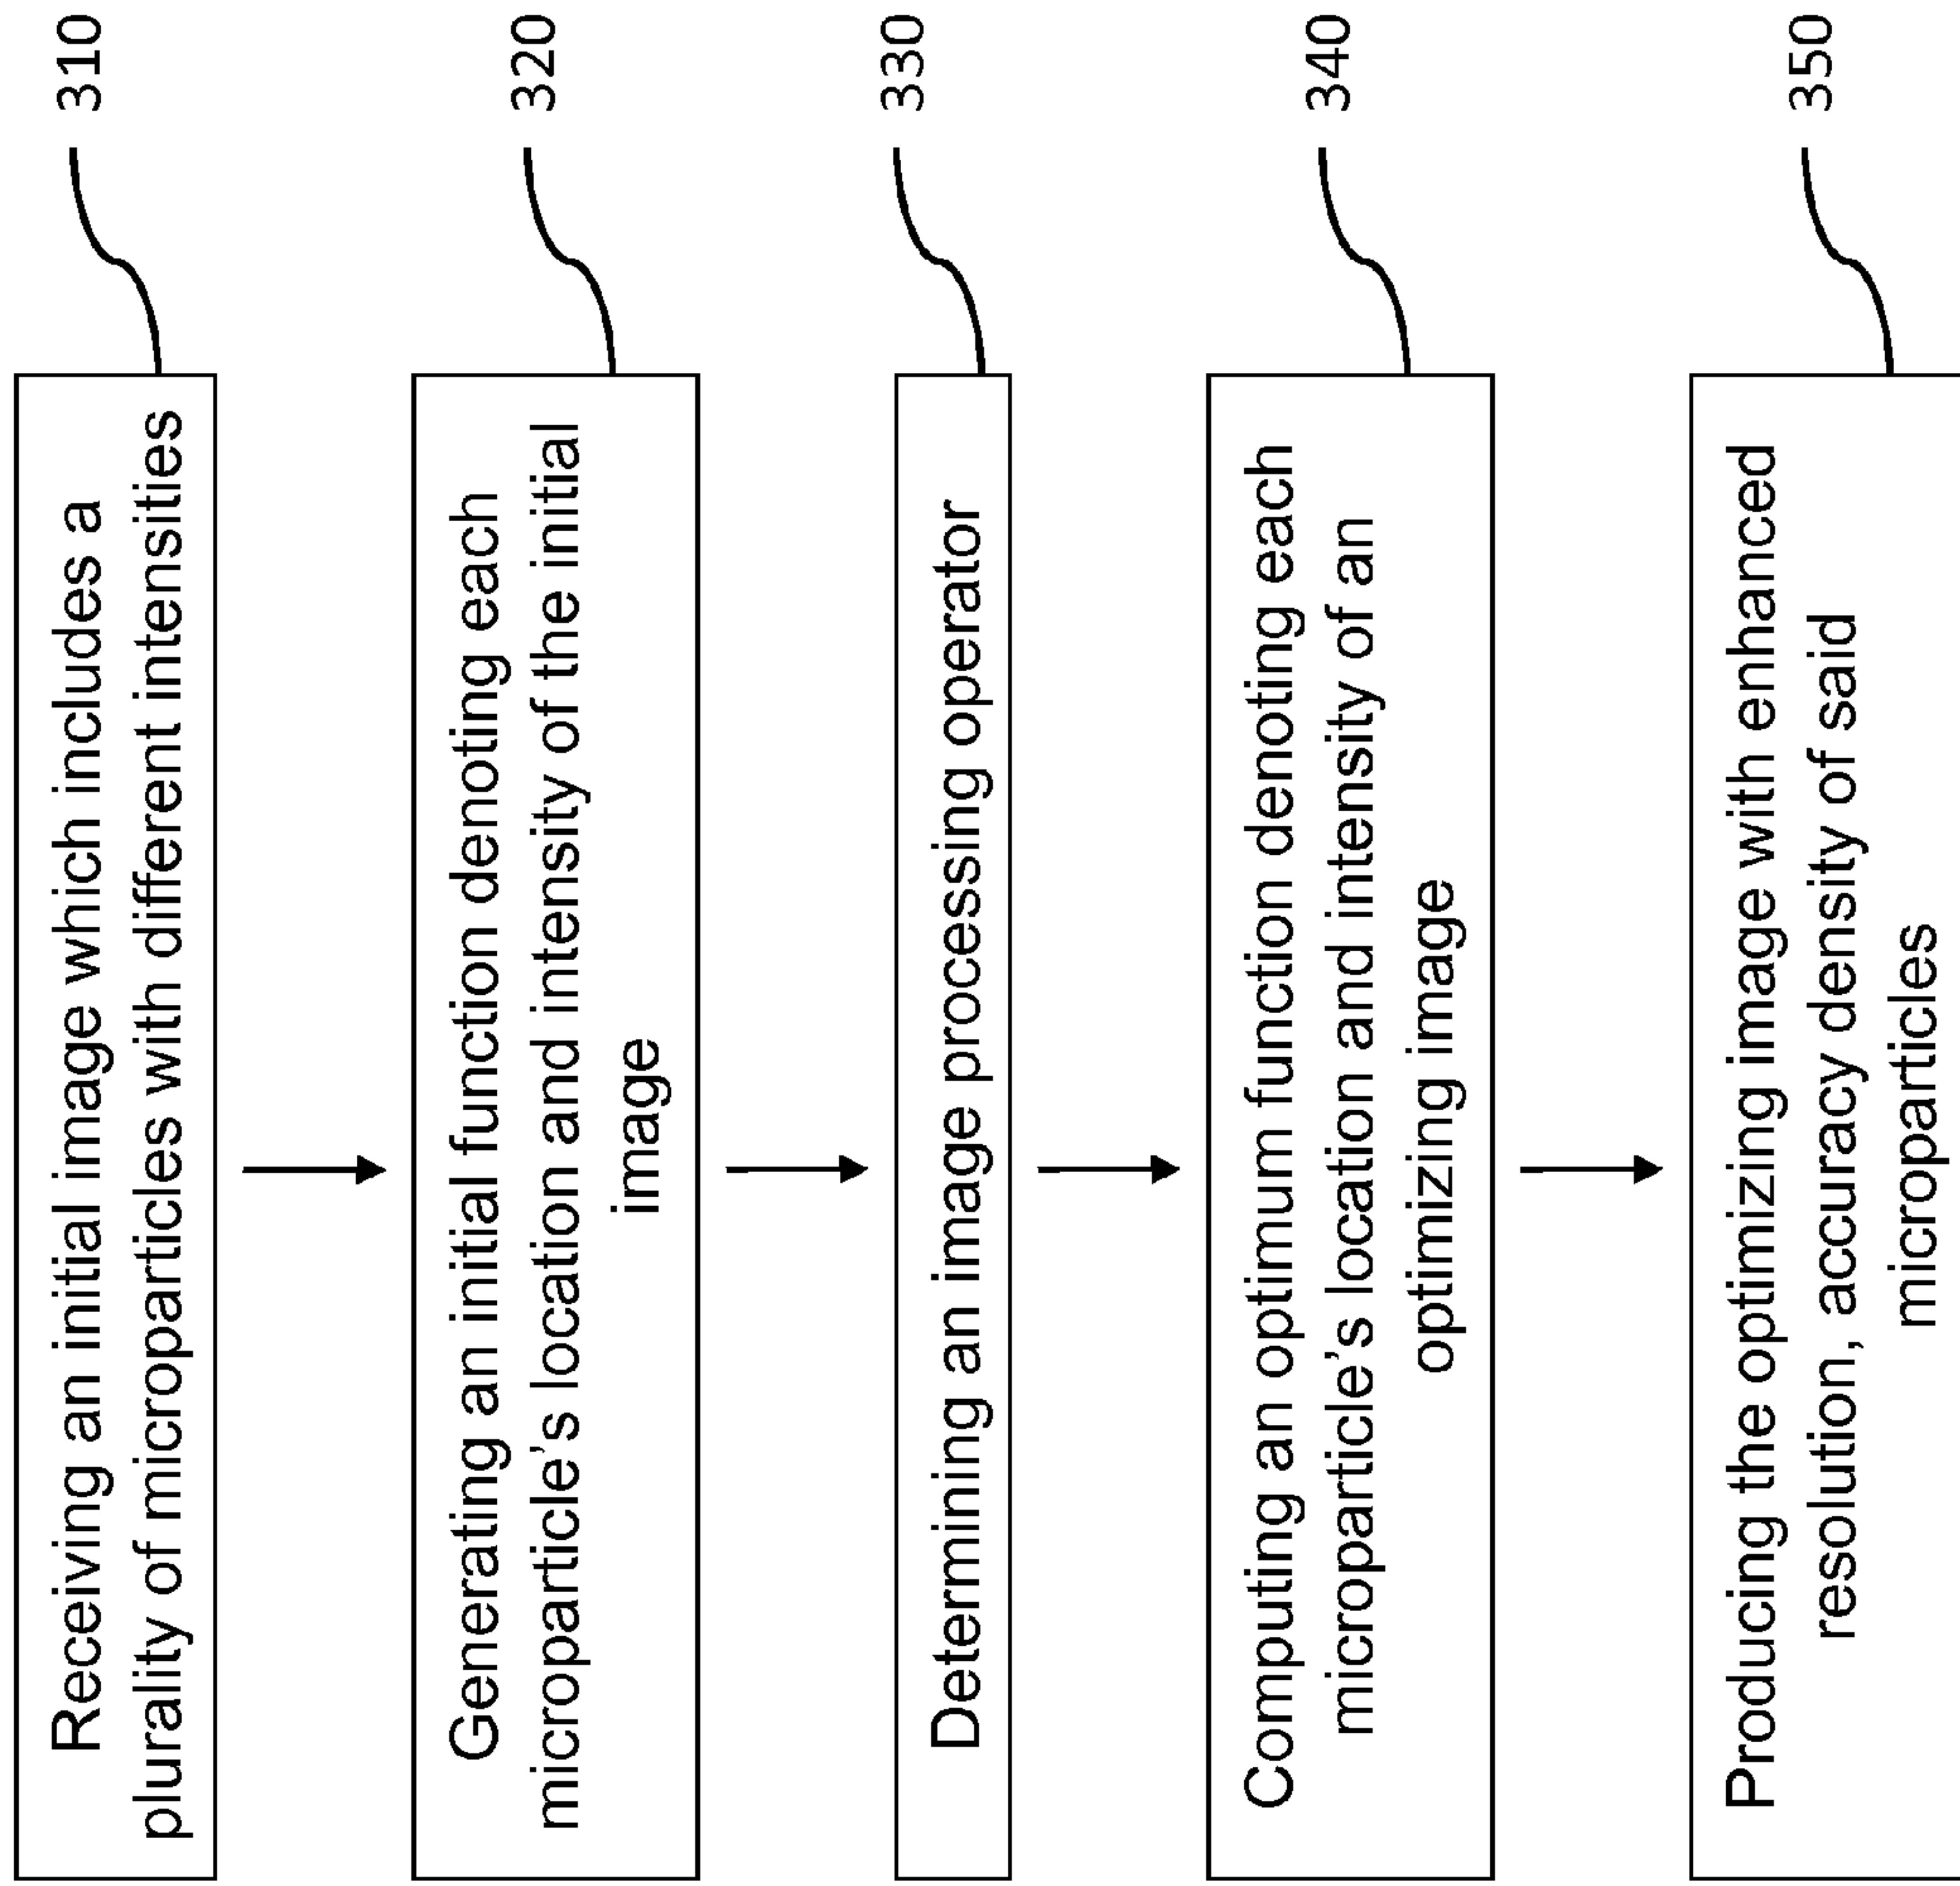 Receiving an initial image which includes a
plurality of microparticles with different intensities
310
Generating an initial function denoting each
microparticle's location and intensity of the initial
image
320
Determining an image processing operator
330
Computing an optimum function denoting each
microparticle's location and intensity of an
optimizing image
340
Producing the optimizing image with enhanced
resolution, accuracy density of said
microparticles
350